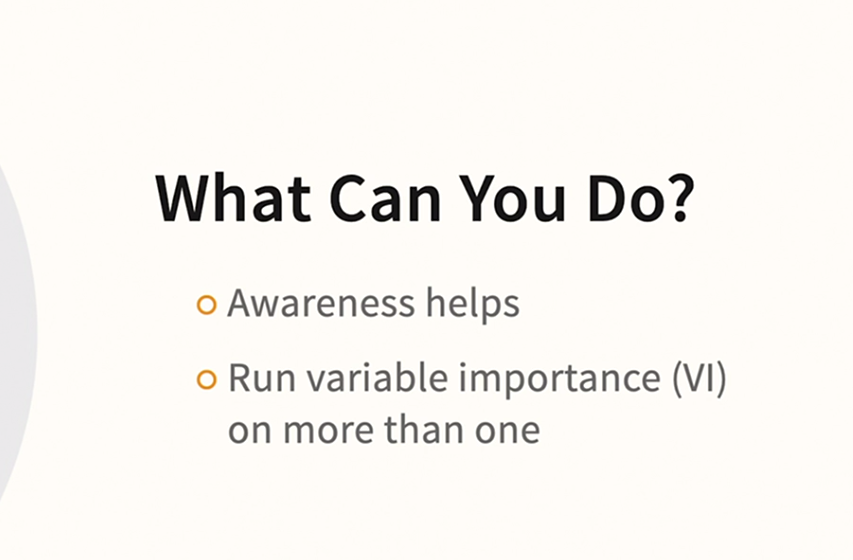 What Can You Do?
Awareness helps
Run variable importance (VI)
on more than one